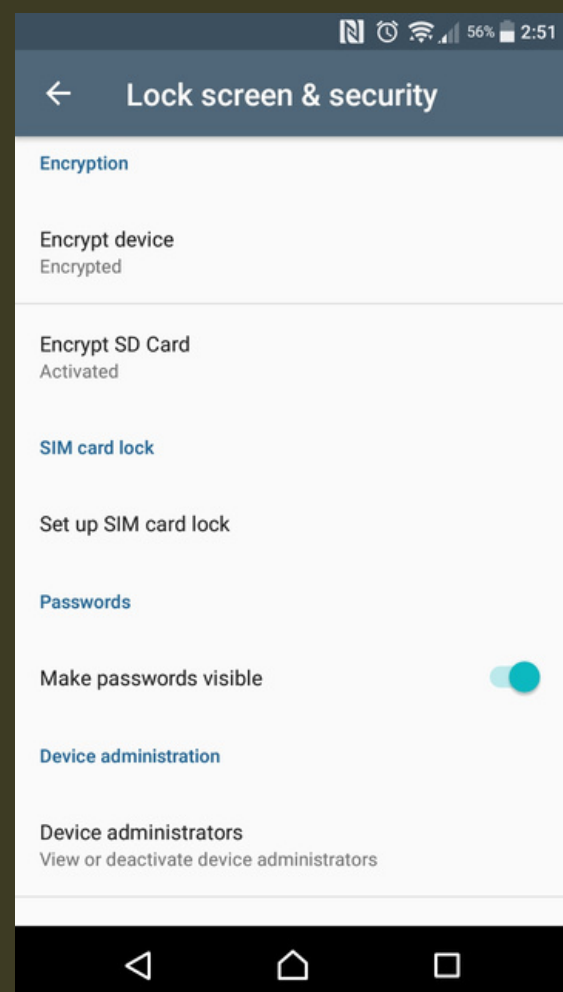 56% 2:51
Lock screen & security
Encryption
Encrypt device
Encrypted
Encrypt SD Card
Activated
SIM card lock
Set up SIM card lock
Passwords
Make passwords visible
Device administration
Device administrators
View or deactivate device administrators